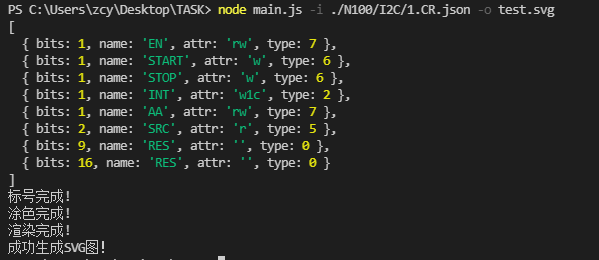 PS C:\Users\zcy\Desktop\TASK> node main.js -i ./N100/I2C/1.CR.json -o test.svg
[
  { bits: 1, name: 'EN', attr: 'rw', type: 7 },
  { bits: 1, name: 'START', attr: 'w', type: 6 },
  { bits: 1, name: 'STOP', attr: 'w', type: 6 },
  { bits: 1, name: 'INT', attr: 'w1c', type: 2 },
  { bits: 1, name: 'AA', attr: 'rw', type: 7 },
  { bits: 2, name: 'SRC', attr: 'r', type: 5 },
  { bits: 9, name: 'RES', attr: '', type: 0 },
  { bits: 16, name: 'RES', attr: '', type: 0 }
]
标号完成!
涂色完成!
渲染完成!
成功生成SVG图!